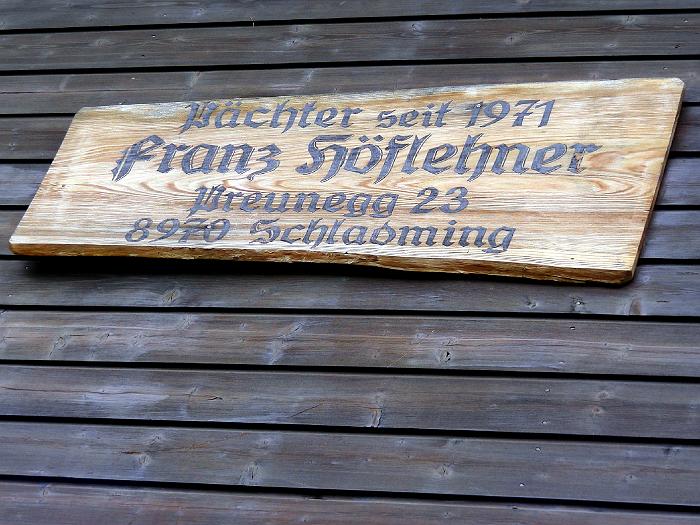 Pächter seit 1971
Franz Höflehner
Preunegg 23
8970 Schladming